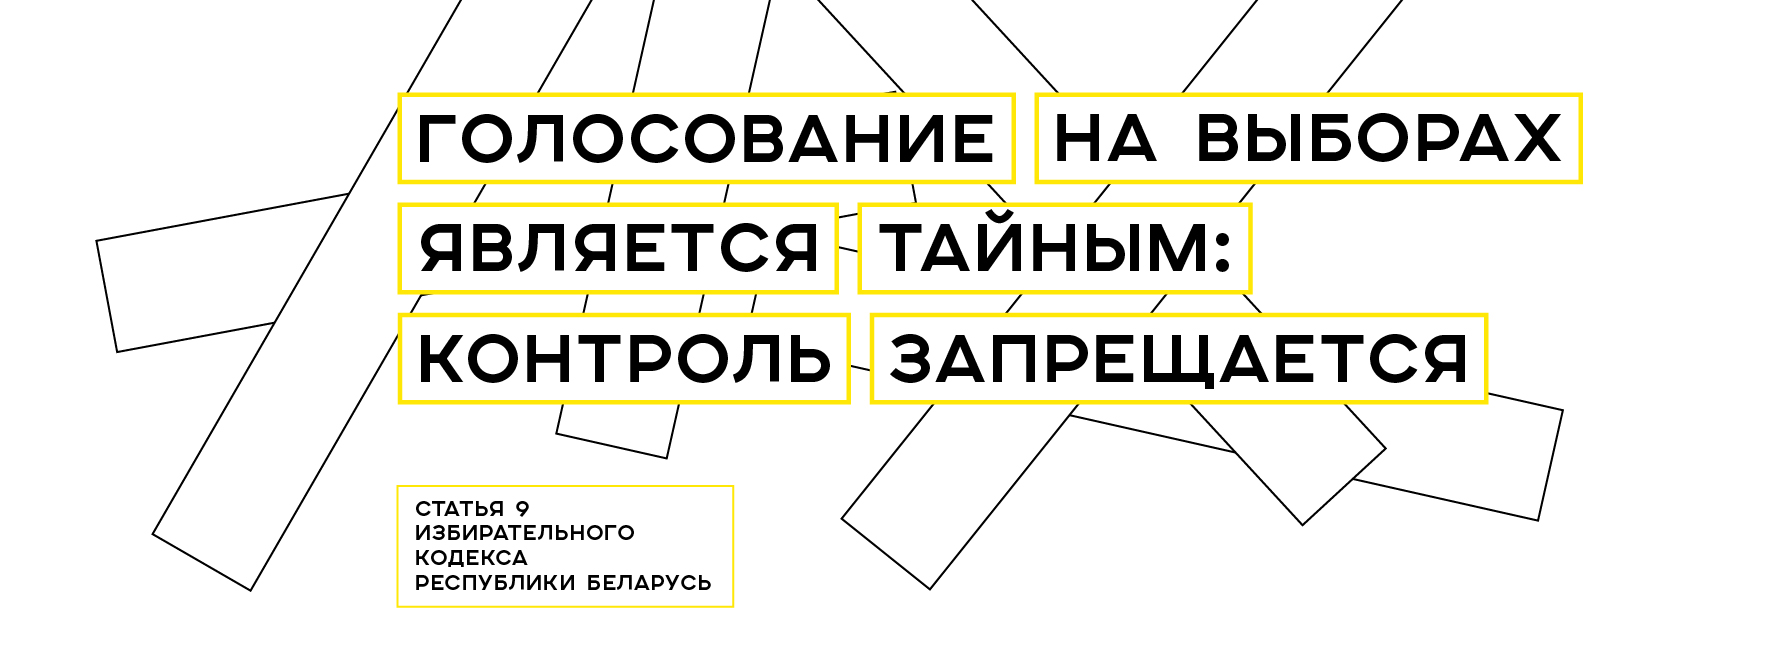 ГОЛОСОВАНИЕ НА ВЫБОРАХ
ЯВЛЯЕТСЯ ТАЙНЫМ:
КОНТРОЛЬ ЗАПРЕЩАЕТСЯ
СТАТЬЯ 9
ИЗБИРАТЕЛЬНОГО
КОДЕКСА
РЕСПУБЛИКИ БЕЛАРУСЬ